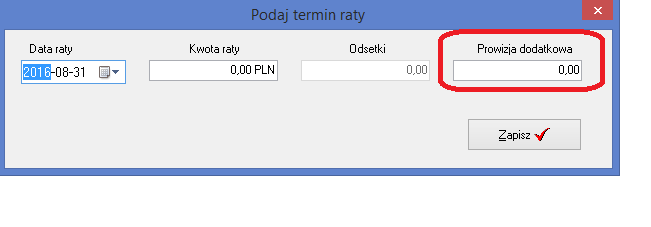 Podaj termin raty
Data raty Kwota raty Odsetki Prowizja dodatkowa
2016-08-31 0,00 PLN 0,00 0,00
Zapisz